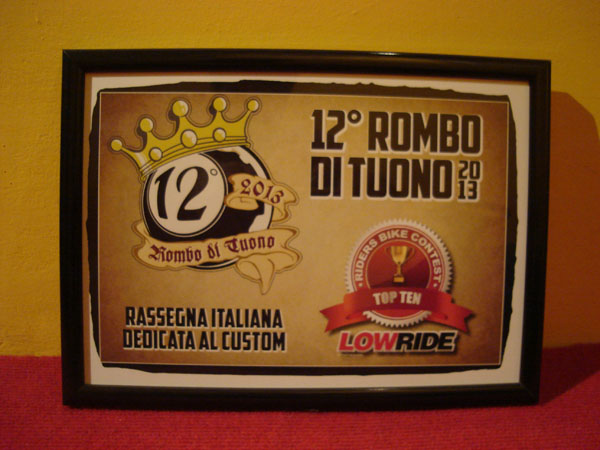 12°
2013
Rombo di Tuono
12° ROMBO
DI TUONO 2013
RIDERS BIKE CONTEST
TOP TEN
LOWRIDE
RASSEGNA ITALIANA
DEDICATA AL CUSTOM